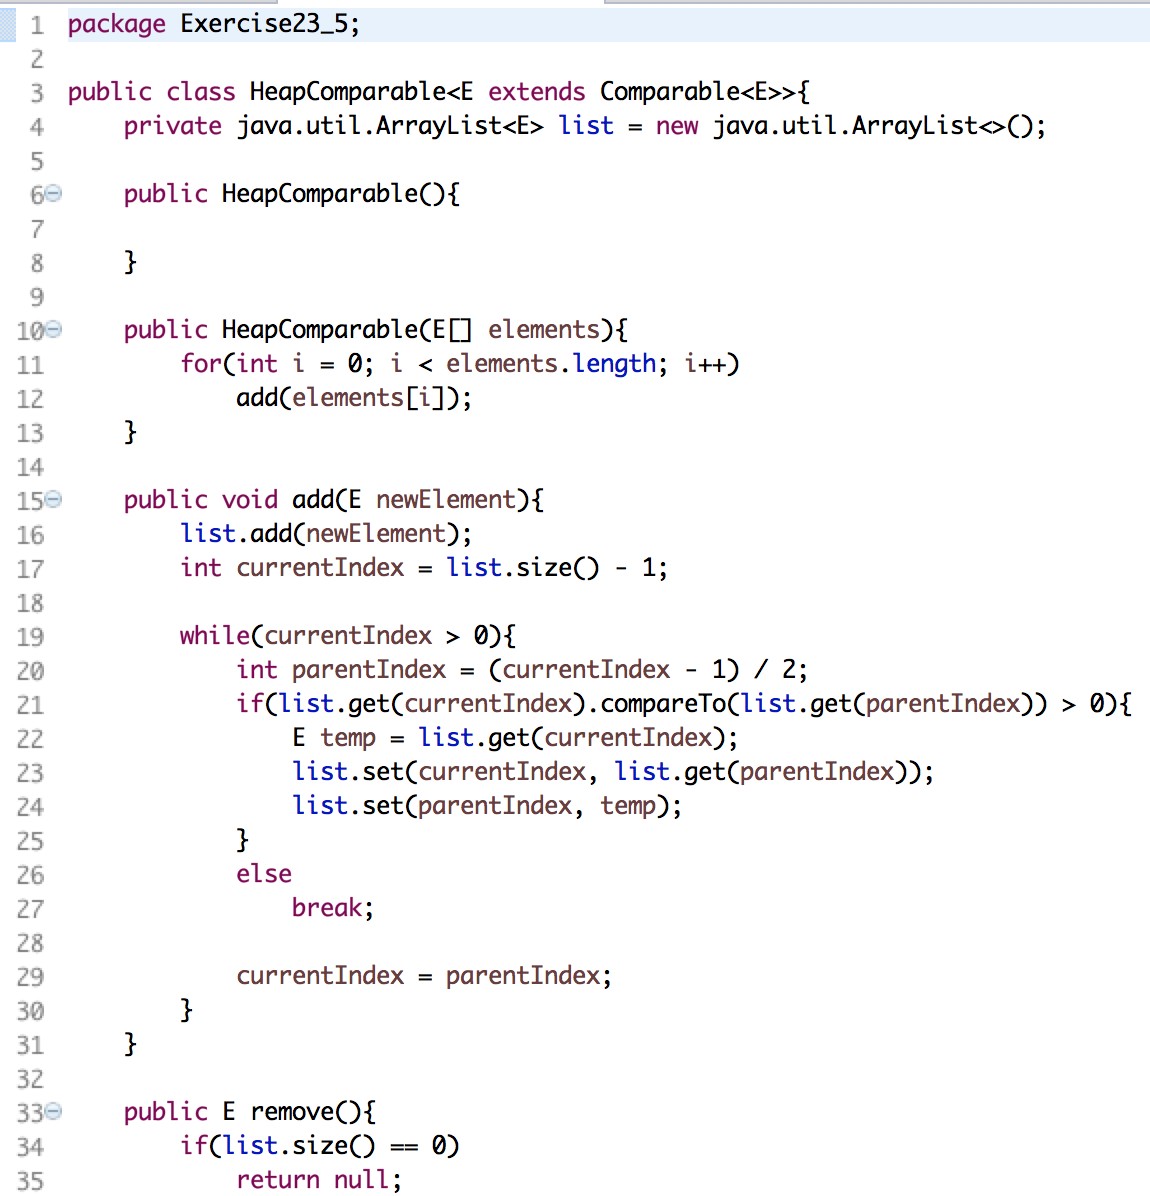 1 package Exercise23_5;
2
3 public class HeapComparable<E extends Comparable<E>>{
4     private java.util.ArrayList<E> list = new java.util.ArrayList<>();
5
6     public HeapComparable(){
7
8     }
9
10     public HeapComparable(E[] elements){
11         for(int i = 0; i < elements.length; i++)
12             add(elements[i]);
13     }
14
15     public void add(E newElement){
16         list.add(newElement);
17         int currentIndex = list.size() - 1;
18
19         while(currentIndex > 0){
20             int parentIndex = (currentIndex - 1) / 2;
21             if(list.get(currentIndex).compareTo(list.get(parentIndex)) > 0){
22                 E temp = list.get(currentIndex);
23                 list.set(currentIndex, list.get(parentIndex));
24                 list.set(parentIndex, temp);
25             }
26             else
27                 break;
28
29             currentIndex = parentIndex;
30         }
31     }
32
33     public E remove(){
34         if(list.size() == 0)
35             return null;